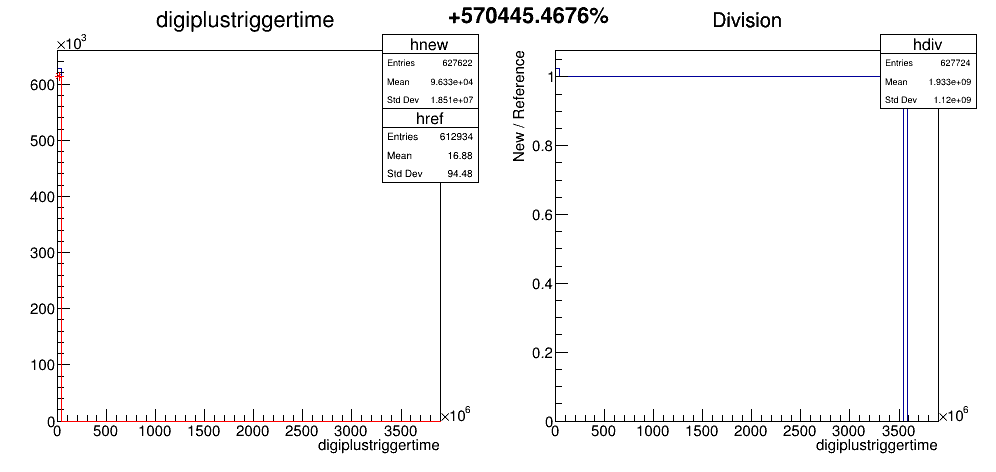 digiplustriggertime
+570445.4676%
Division
×10³
hnew
Entries 627622
Mean 9.633e+04
Std Dev 1.851e+07
href
Entries 612934
Mean 16.88
Std Dev 94.48
600
500
400
300
200
100
0
0 500 1000 1500 2000 2500 3000 3500
×10⁶
digiplustriggertime
hdiv
Entries 627724
Mean 1.933e+09
Std Dev 1.12e+09
New / Reference
1
0.8
0.6
0.4
0.2
0
0 500 1000 1500 2000 2500 3000 3500
×10⁶
digiplustriggertime